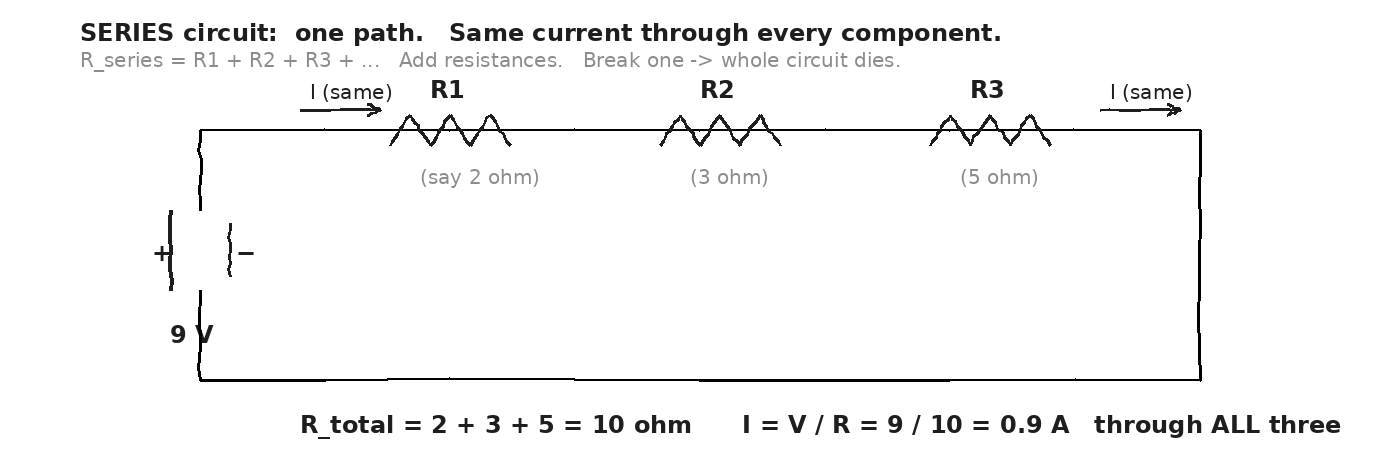 SERIES circuit:  one path.   Same current through every component.
R_series = R1 + R2 + R3 + ...   Add resistances.   Break one -> whole circuit dies.
I (same)   R1   R2   R3   I (same)
(say 2 ohm)   (3 ohm)   (5 ohm)
+   −
9 V
R_total = 2 + 3 + 5 = 10 ohm      I = V / R = 9 / 10 = 0.9 A   through ALL three